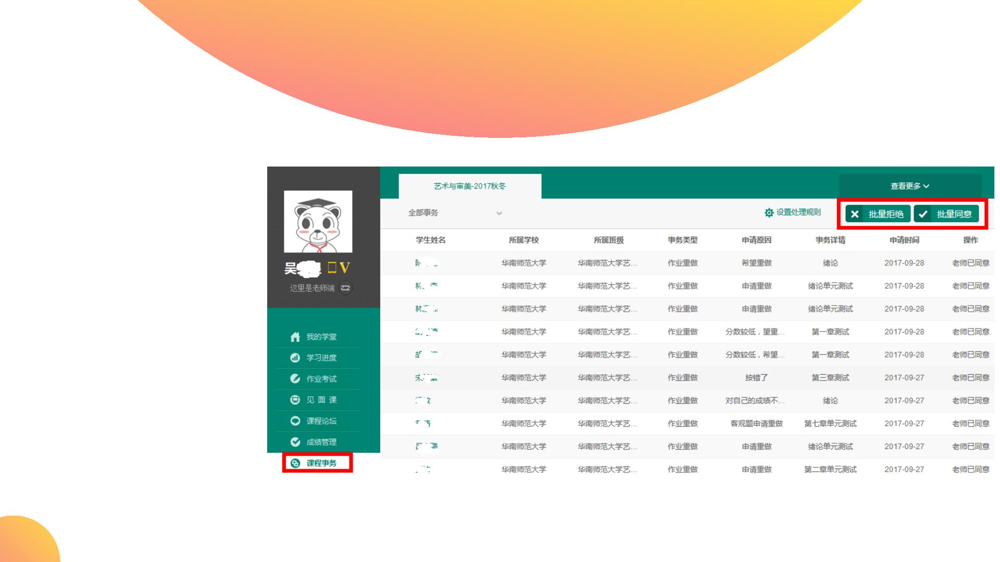 艺术与审美-2017秋冬
查看更多
全部事务
设置处理规则
批量拒绝
批量同意
吴
V
这里是老师端
我的学堂
学习进度
作业考试
见面课
课程论坛
成绩管理
课程事务
学生姓名 所属学校 所属班级 事务类型 申请原因 事务详情 申请时间 操作
华南师范大学 华南师范大学艺... 作业重做 希望重做 绪论 2017-09-28 老师已同意
华南师范大学 华南师范大学艺... 作业重做 申请重做 绪论单元测试 2017-09-28 老师已同意
林 华南师范大学 华南师范大学艺... 作业重做 申请重做 绪论单元测试 2017-09-28 老师已同意
华南师范大学 华南师范大学艺... 作业重做 分数较低，望重... 第一章测试 2017-09-28 老师已同意
华南师范大学 华南师范大学艺... 作业重做 分数较低，希望... 第一章测试 2017-09-28 老师已同意
华南师范大学 华南师范大学艺... 作业重做 按错了 第三章测试 2017-09-27 老师已同意
华南师范大学 华南师范大学艺... 作业重做 对自己的成绩不... 绪论 2017-09-27 老师已同意
华南师范大学 华南师范大学艺... 作业重做 客观题申请重做 第七章单元测试 2017-09-27 老师已同意
华南师范大学 华南师范大学艺... 作业重做 申请重做 绪论单元测试 2017-09-27 老师已同意
华南师范大学 华南师范大学艺... 作业重做 申请重做 第二章单元测试 2017-09-27 老师已同意